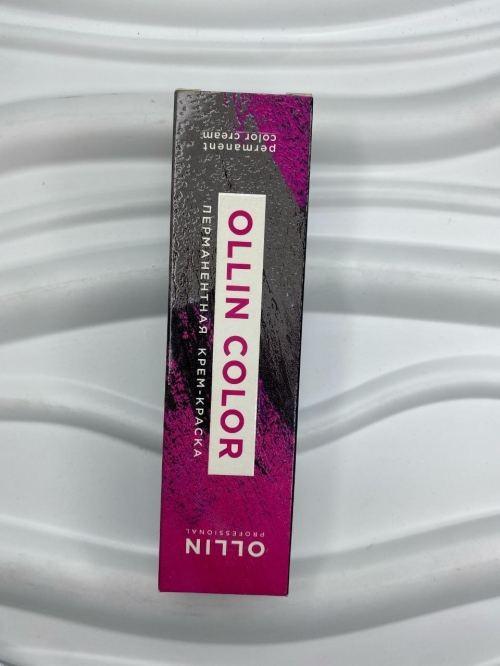 permanent
color cream
OLLIN COLOR
ПЕРМАНЕНТНАЯ КРЕМ-КРАСКА
OLLIN
PROFESSIONAL